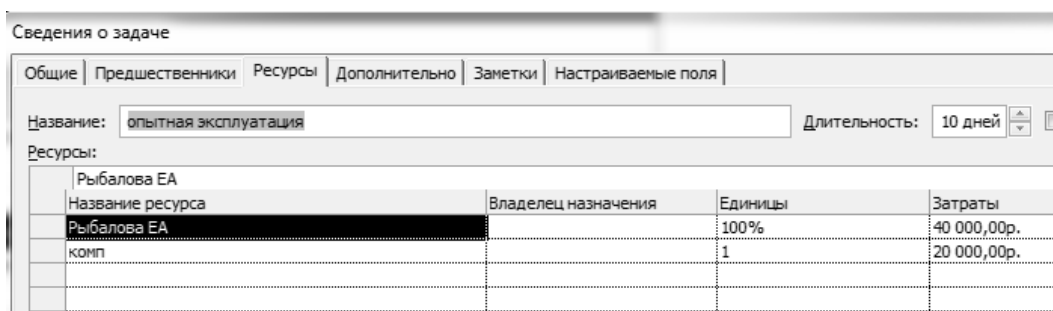 Сведения о задаче
Общие Предшественники Ресурсы Дополнительно Заметки Настраиваемые поля
Название: опытная эксплуатация Длительность: 10 дней
Ресурсы:
Рыбалова ЕА
Название ресурса Владелец назначения Единицы Затраты
Рыбалова ЕА 100% 40 000,00р.
комп 1 20 000,00р.